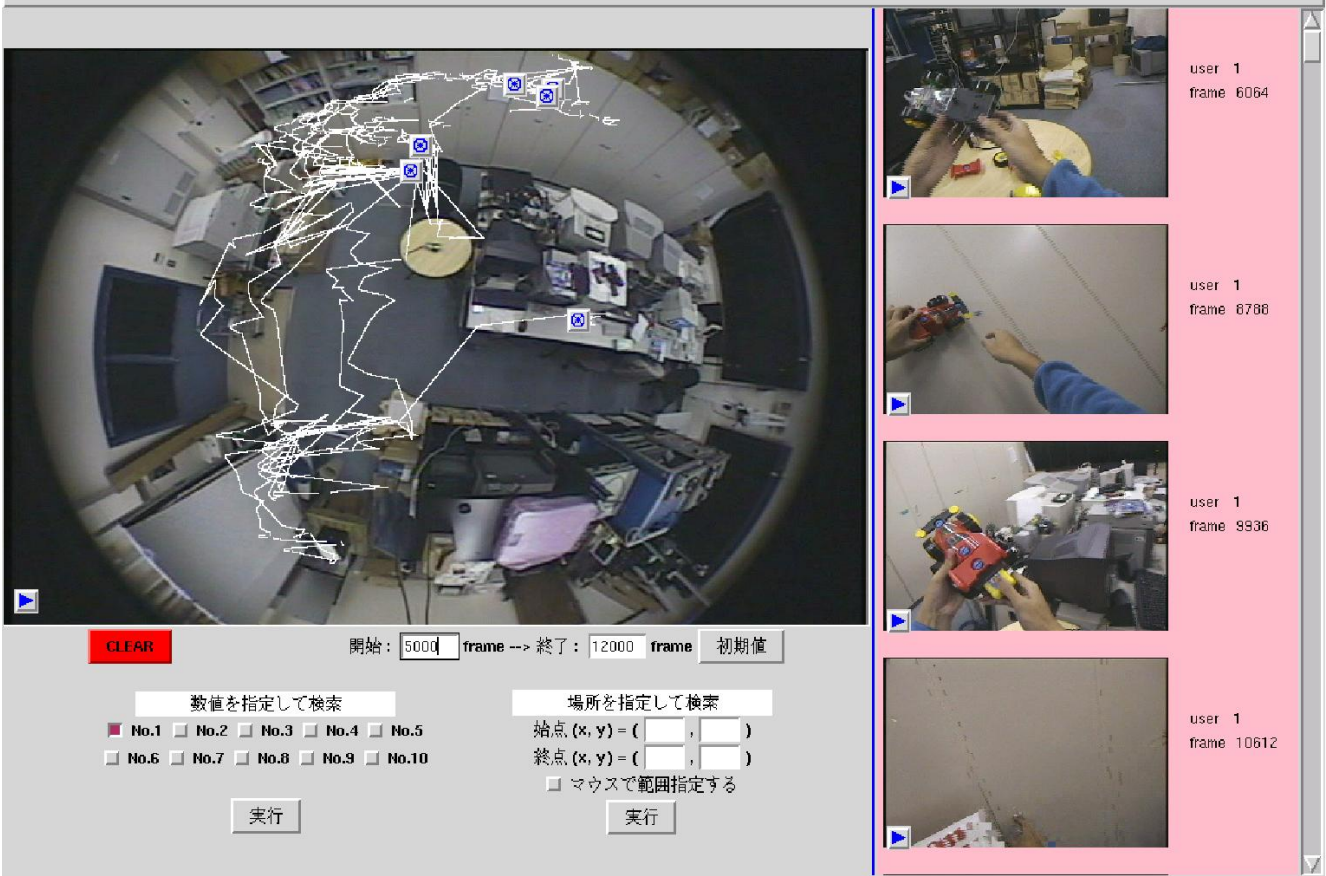 user 1
frame 6064
user 1
frame 8788
user 1
frame 9936
user 1
frame 10612
CLEAR
開始: 5000 frame --> 終了: 12000 frame 初期値
数値を指定して検索
No.1 No.2 No.3 No.4 No.5
No.6 No.7 No.8 No.9 No.10
実行
場所を指定して検索
始点 (x, y) = ( , )
終点 (x, y) = ( , )
マウスで範囲指定する
実行